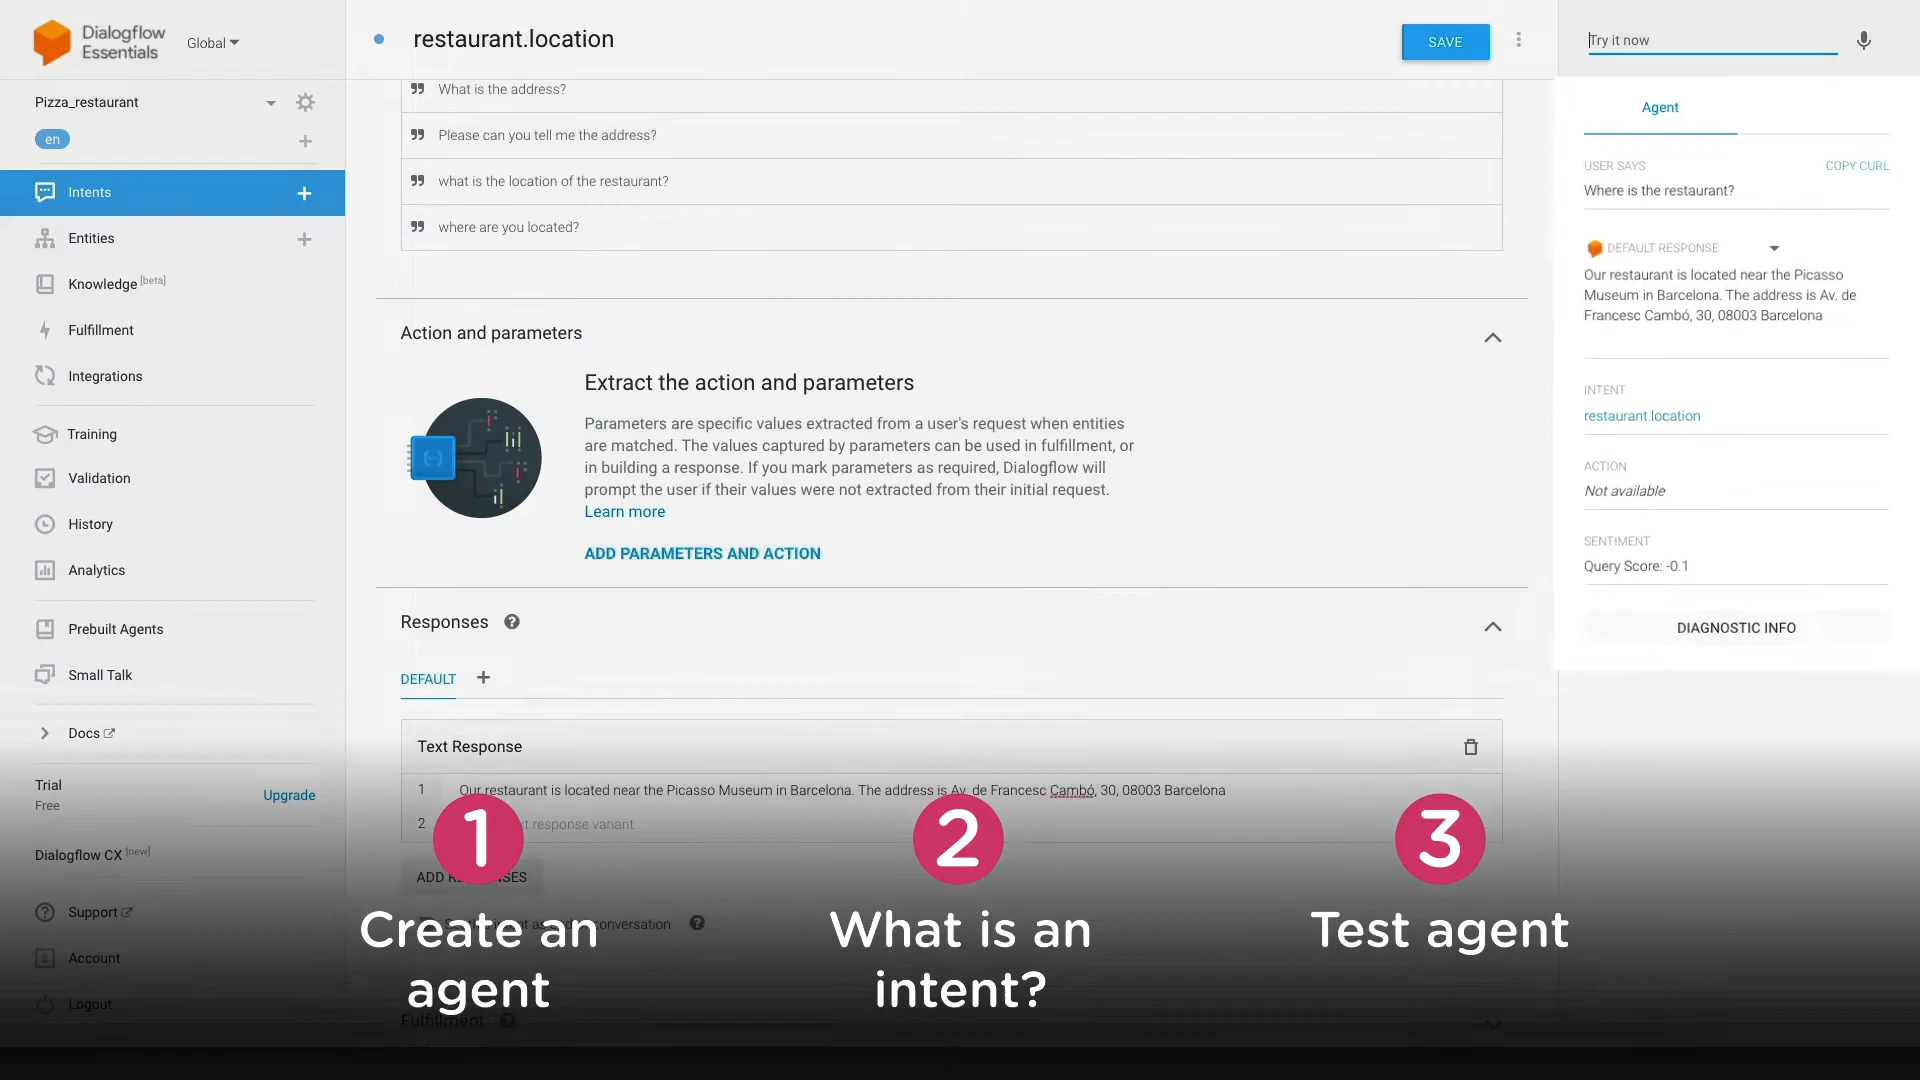 Dialogflow
Essentials
Global
Pizza_restaurant
en
Intents
Entities
Knowledge [beta]
Fulfillment
Integrations
Training
Validation
History
Analytics
Prebuilt Agents
Small Talk
Docs
Trial
Free
Upgrade
Dialogflow CX [new]
Support
Account
Logout
restaurant.location
SAVE
What is the address?
Please can you tell me the address?
what is the location of the restaurant?
where are you located?
Action and parameters
Extract the action and parameters
Parameters are specific values extracted from a user's request when entities
are matched. The values captured by parameters can be used in fulfillment, or
in building a response. If you mark parameters as required, Dialogflow will
prompt the user if their values were not extracted from their initial request.
Learn more
ADD PARAMETERS AND ACTION
Responses
DEFAULT
Text Response
1 Our restaurant is located near the Picasso Museum in Barcelona. The address is Av. de Francesc Cambó, 30, 08003 Barcelona
2 response variant
ADD
conversation
Fulfillment
Try it now
Agent
USER SAYS
COPY CURL
Where is the restaurant?
DEFAULT RESPONSE
Our restaurant is located near the Picasso
Museum in Barcelona. The address is Av. de
Francesc Cambó, 30, 08003 Barcelona
INTENT
restaurant.location
ACTION
Not available
SENTIMENT
Query Score: -0.1
DIAGNOSTIC INFO
1
Create an
agent
2
What is an
intent?
3
Test agent